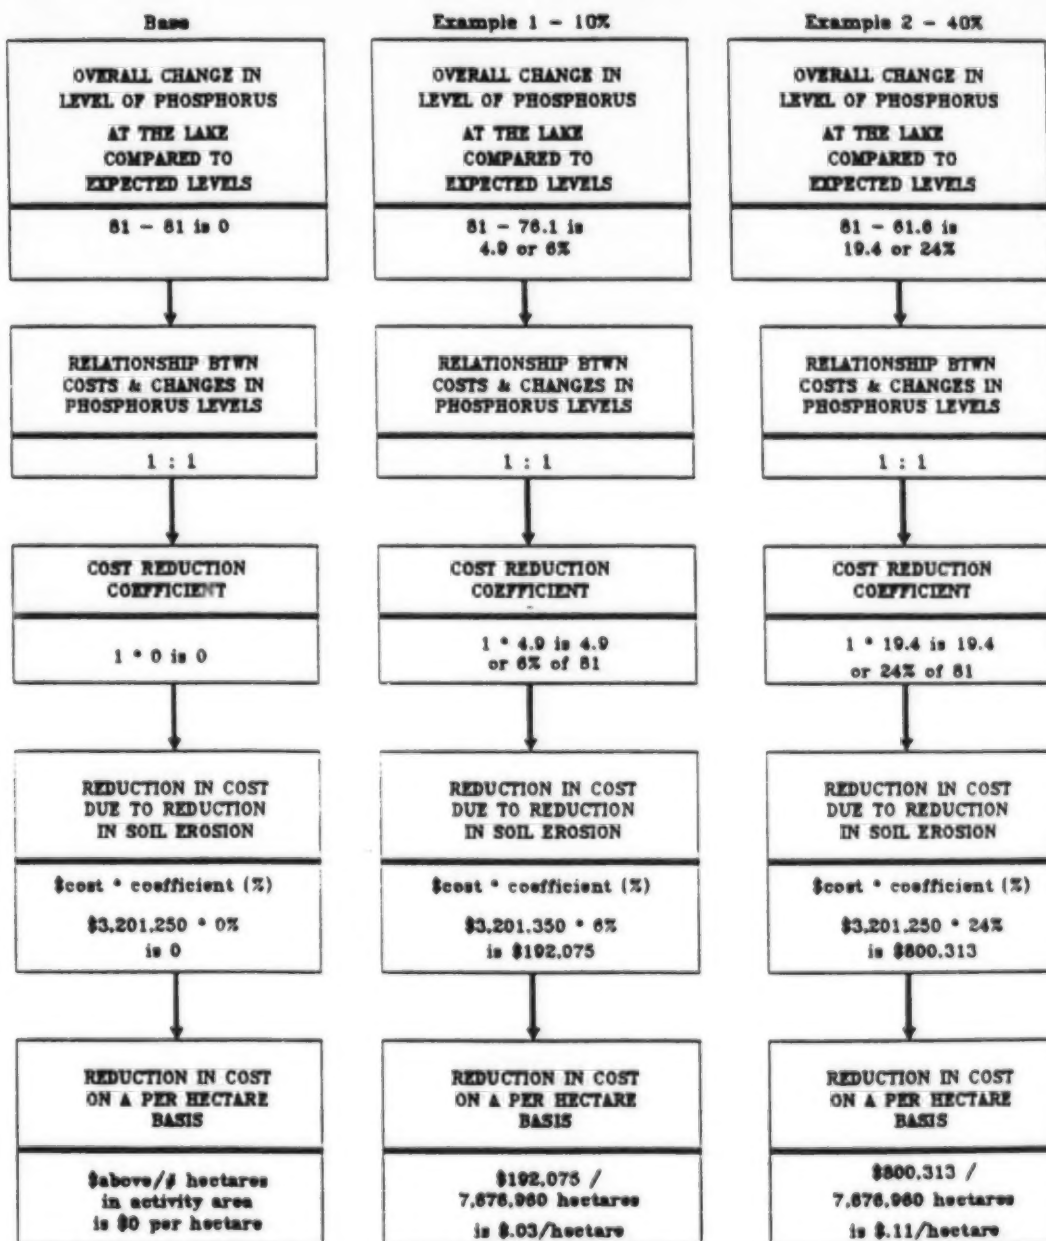 Base
OVERALL CHANGE IN
LEVEL OF PHOSPHORUS
AT THE LAKE
COMPARED TO
EXPECTED LEVELS
81 - 81 is 0
RELATIONSHIP BTWN
COSTS & CHANGES IN
PHOSPHORUS LEVELS
1 : 1
COST REDUCTION
COEFFICIENT
1 * 0 is 0
REDUCTION IN COST
DUE TO REDUCTION
IN SOIL EROSION
$cost * coefficient (%)
$3,201,250 * 0%
is 0
REDUCTION IN COST
ON A PER HECTARE
BASIS
$above/# hectares
in activity area
is $0 per hectare
Example 1 - 10%
OVERALL CHANGE IN
LEVEL OF PHOSPHORUS
AT THE LAKE
COMPARED TO
EXPECTED LEVELS
81 - 76.1 is
4.9 or 6%
RELATIONSHIP BTWN
COSTS & CHANGES IN
PHOSPHORUS LEVELS
1 : 1
COST REDUCTION
COEFFICIENT
1 * 4.9 is 4.9
or 6% of 81
REDUCTION IN COST
DUE TO REDUCTION
IN SOIL EROSION
$cost * coefficient (%)
$3,201,350 * 6%
is $192,075
REDUCTION IN COST
ON A PER HECTARE
BASIS
$192,075 /
7,676,960 hectares
is $.03/hectare
Example 2 - 40%
OVERALL CHANGE IN
LEVEL OF PHOSPHORUS
AT THE LAKE
COMPARED TO
EXPECTED LEVELS
81 - 61.6 is
19.4 or 24%
RELATIONSHIP BTWN
COSTS & CHANGES IN
PHOSPHORUS LEVELS
1 : 1
COST REDUCTION
COEFFICIENT
1 * 19.4 is 19.4
or 24% of 81
REDUCTION IN COST
DUE TO REDUCTION
IN SOIL EROSION
$cost * coefficient (%)
$3,201,250 * 24%
is $800,313
REDUCTION IN COST
ON A PER HECTARE
BASIS
$800,313 /
7,676,960 hectares
is $.11/hectare